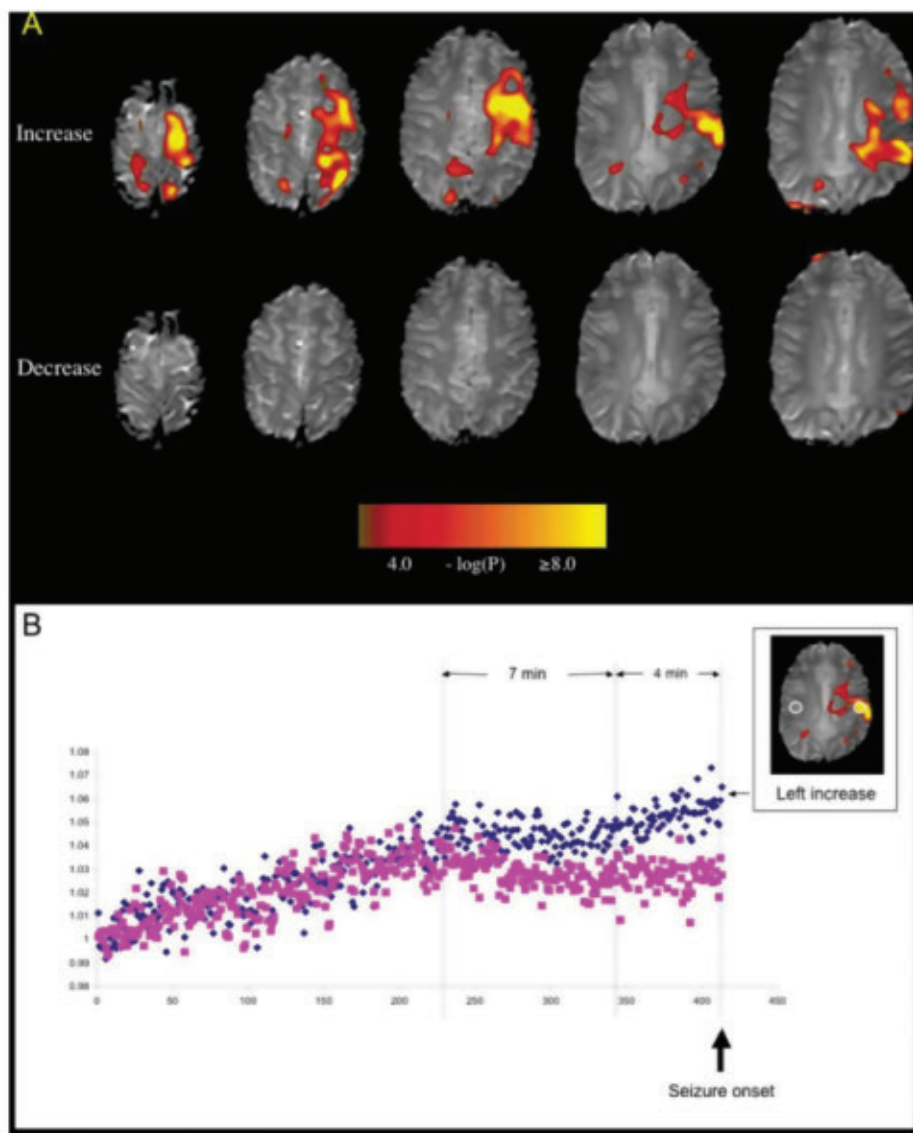 A
Increase
Decrease
4.0 - log(P) ≥8.0
B
7 min 4 min
Left increase
1.08
1.07
1.06
1.05
1.04
1.03
1.02
1.01
1
0.99
0.98
0 50 100 150 200 250 300 350 400 450
Seizure onset